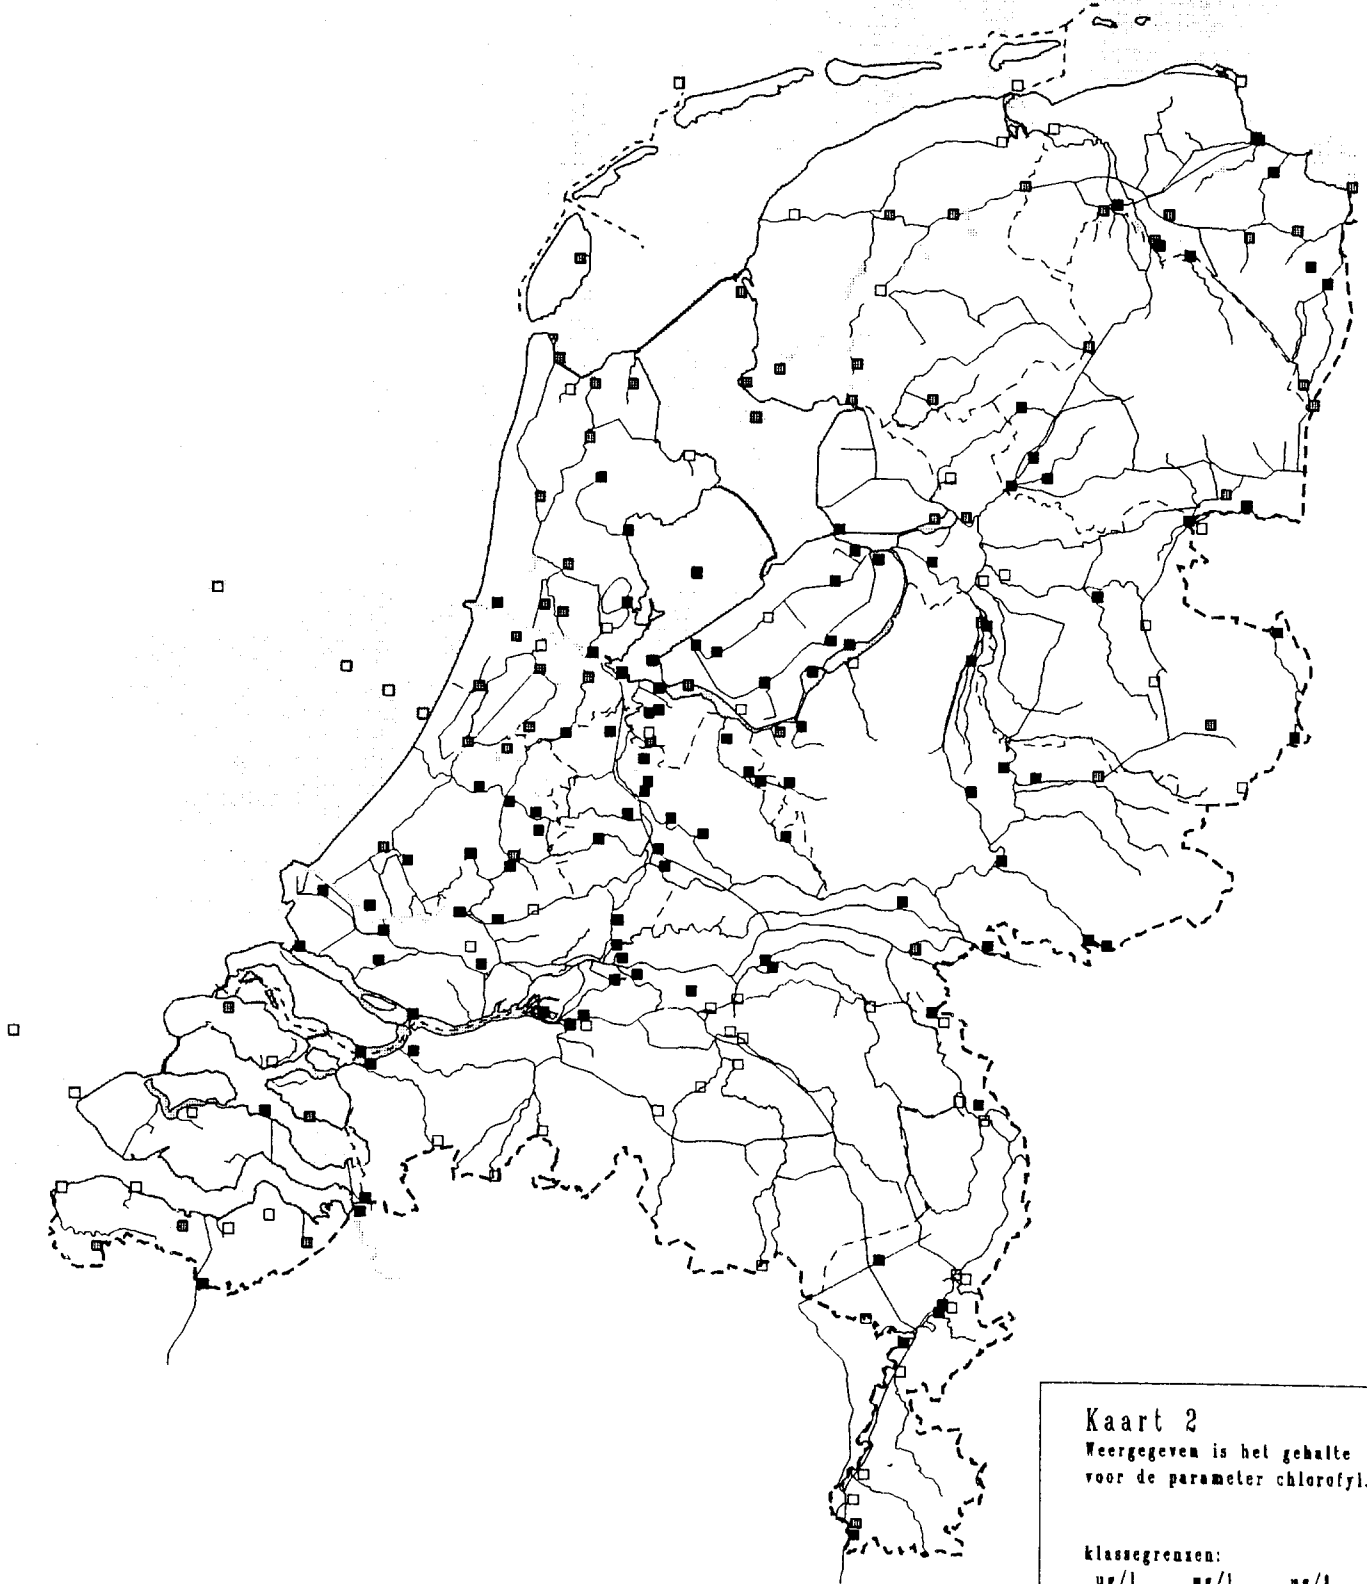 Kaart 2
Weergegeven is het gehalte
voor de parameter chlorofyl.
klassegrenzen: